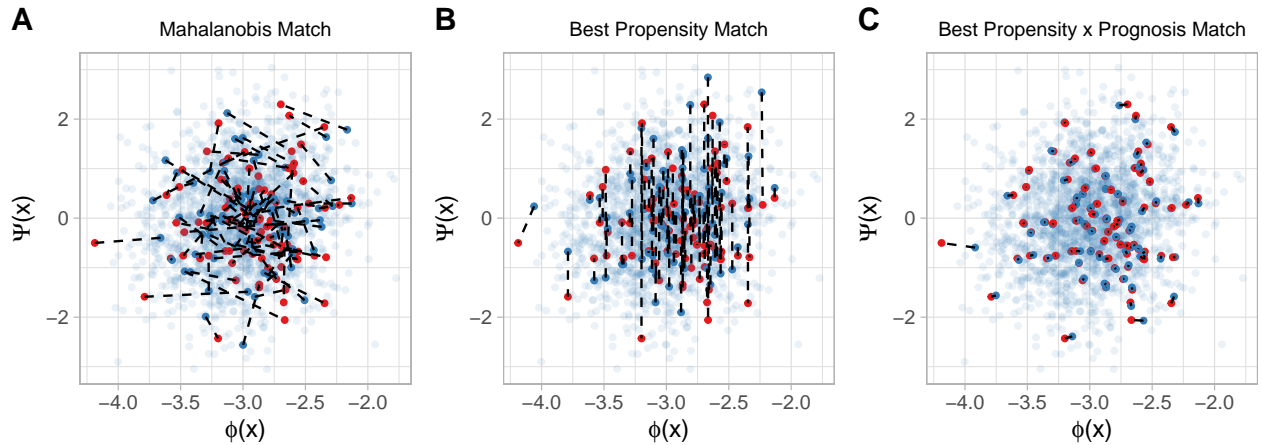 A
Mahalanobis Match
Ψ(x)
2
0
−2
−4.0 −3.5 −3.0 −2.5 −2.0
ϕ(x)
B
Best Propensity Match
Ψ(x)
2
0
−2
−4.0 −3.5 −3.0 −2.5 −2.0
ϕ(x)
C
Best Propensity x Prognosis Match
Ψ(x)
2
0
−2
−4.0 −3.5 −3.0 −2.5 −2.0
ϕ(x)